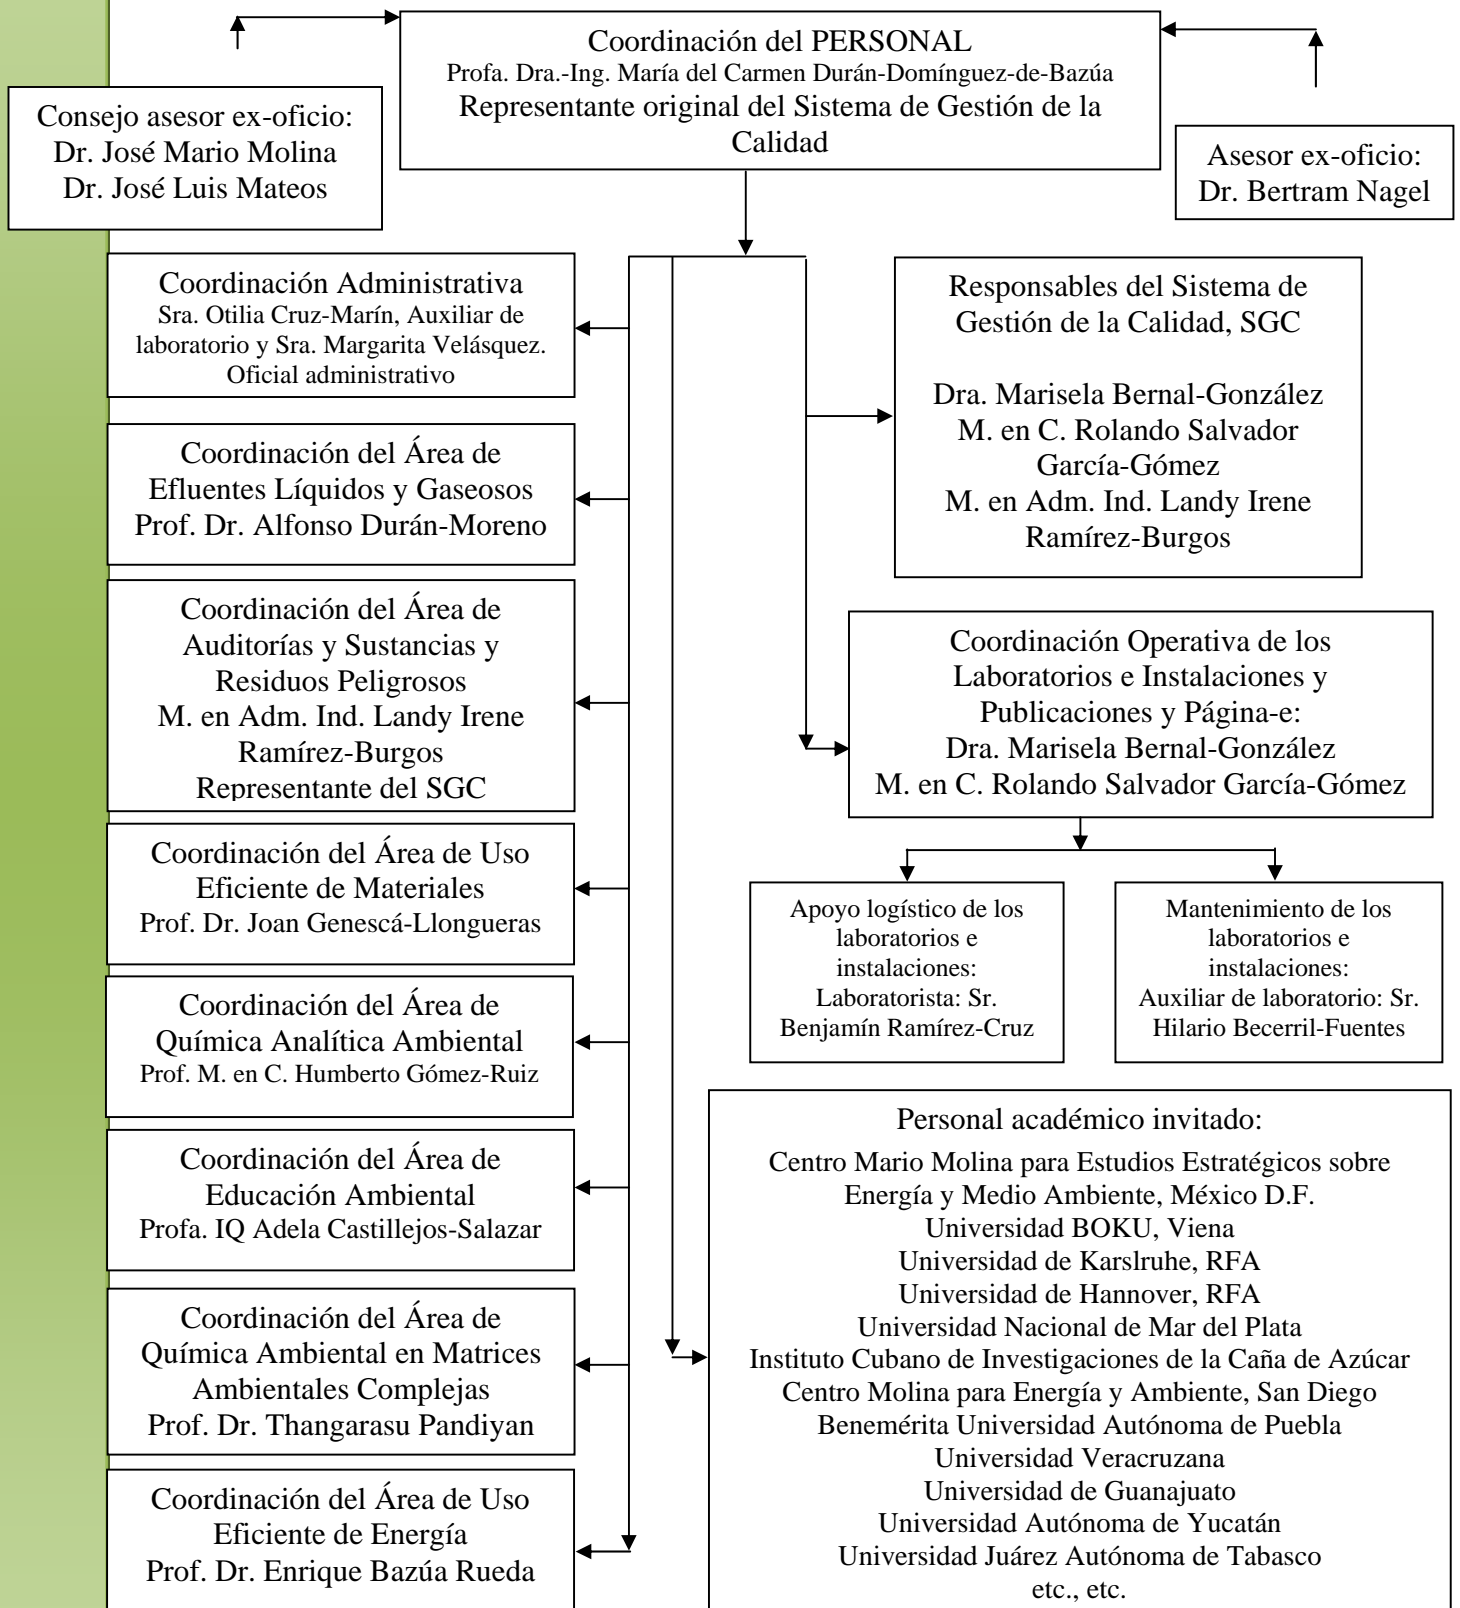 Coordinación del PERSONAL
Profa. Dra.-Ing. María del Carmen Durán-Domínguez-de-Bazúa
Representante original del Sistema de Gestión de la
Calidad
Consejo asesor ex-oficio:
Dr. José Mario Molina
Dr. José Luis Mateos
Asesor ex-oficio:
Dr. Bertram Nagel
Coordinación Administrativa
Sra. Otilia Cruz-Marín, Auxiliar de
laboratorio y Sra. Margarita Velásquez.
Oficial administrativo
Coordinación del Área de
Efluentes Líquidos y Gaseosos
Prof. Dr. Alfonso Durán-Moreno
Coordinación del Área de
Auditorías y Sustancias y
Residuos Peligrosos
M. en Adm. Ind. Landy Irene
Ramírez-Burgos
Representante del SGC
Coordinación del Área de Uso
Eficiente de Materiales
Prof. Dr. Joan Genescá-Llongueras
Coordinación del Área de
Química Analítica Ambiental
Prof. M. en C. Humberto Gómez-Ruiz
Coordinación del Área de
Educación Ambiental
Profa. IQ Adela Castillejos-Salazar
Coordinación del Área de
Química Ambiental en Matrices
Ambientales Complejas
Prof. Dr. Thangarasu Pandiyan
Coordinación del Área de Uso
Eficiente de Energía
Prof. Dr. Enrique Bazúa Rueda
Responsables del Sistema de
Gestión de la Calidad, SGC
Dra. Marisela Bernal-González
M. en C. Rolando Salvador
García-Gómez
M. en Adm. Ind. Landy Irene
Ramírez-Burgos
Coordinación Operativa de los
Laboratorios e Instalaciones y
Publicaciones y Página-e:
Dra. Marisela Bernal-González
M. en C. Rolando Salvador García-Gómez
Apoyo logístico de los
laboratorios e
instalaciones:
Laboratorista: Sr.
Benjamín Ramírez-Cruz
Mantenimiento de los
laboratorios e
instalaciones:
Auxiliar de laboratorio: Sr.
Hilario Becerril-Fuentes
Personal académico invitado:
Centro Mario Molina para Estudios Estratégicos sobre
Energía y Medio Ambiente, México D.F.
Universidad BOKU, Viena
Universidad de Karslruhe, RFA
Universidad de Hannover, RFA
Universidad Nacional de Mar del Plata
Instituto Cubano de Investigaciones de la Caña de Azúcar
Centro Molina para Energía y Ambiente, San Diego
Benemérita Universidad Autónoma de Puebla
Universidad Veracruzana
Universidad de Guanajuato
Universidad Autónoma de Yucatán
Universidad Juárez Autónoma de Tabasco
etc., etc.